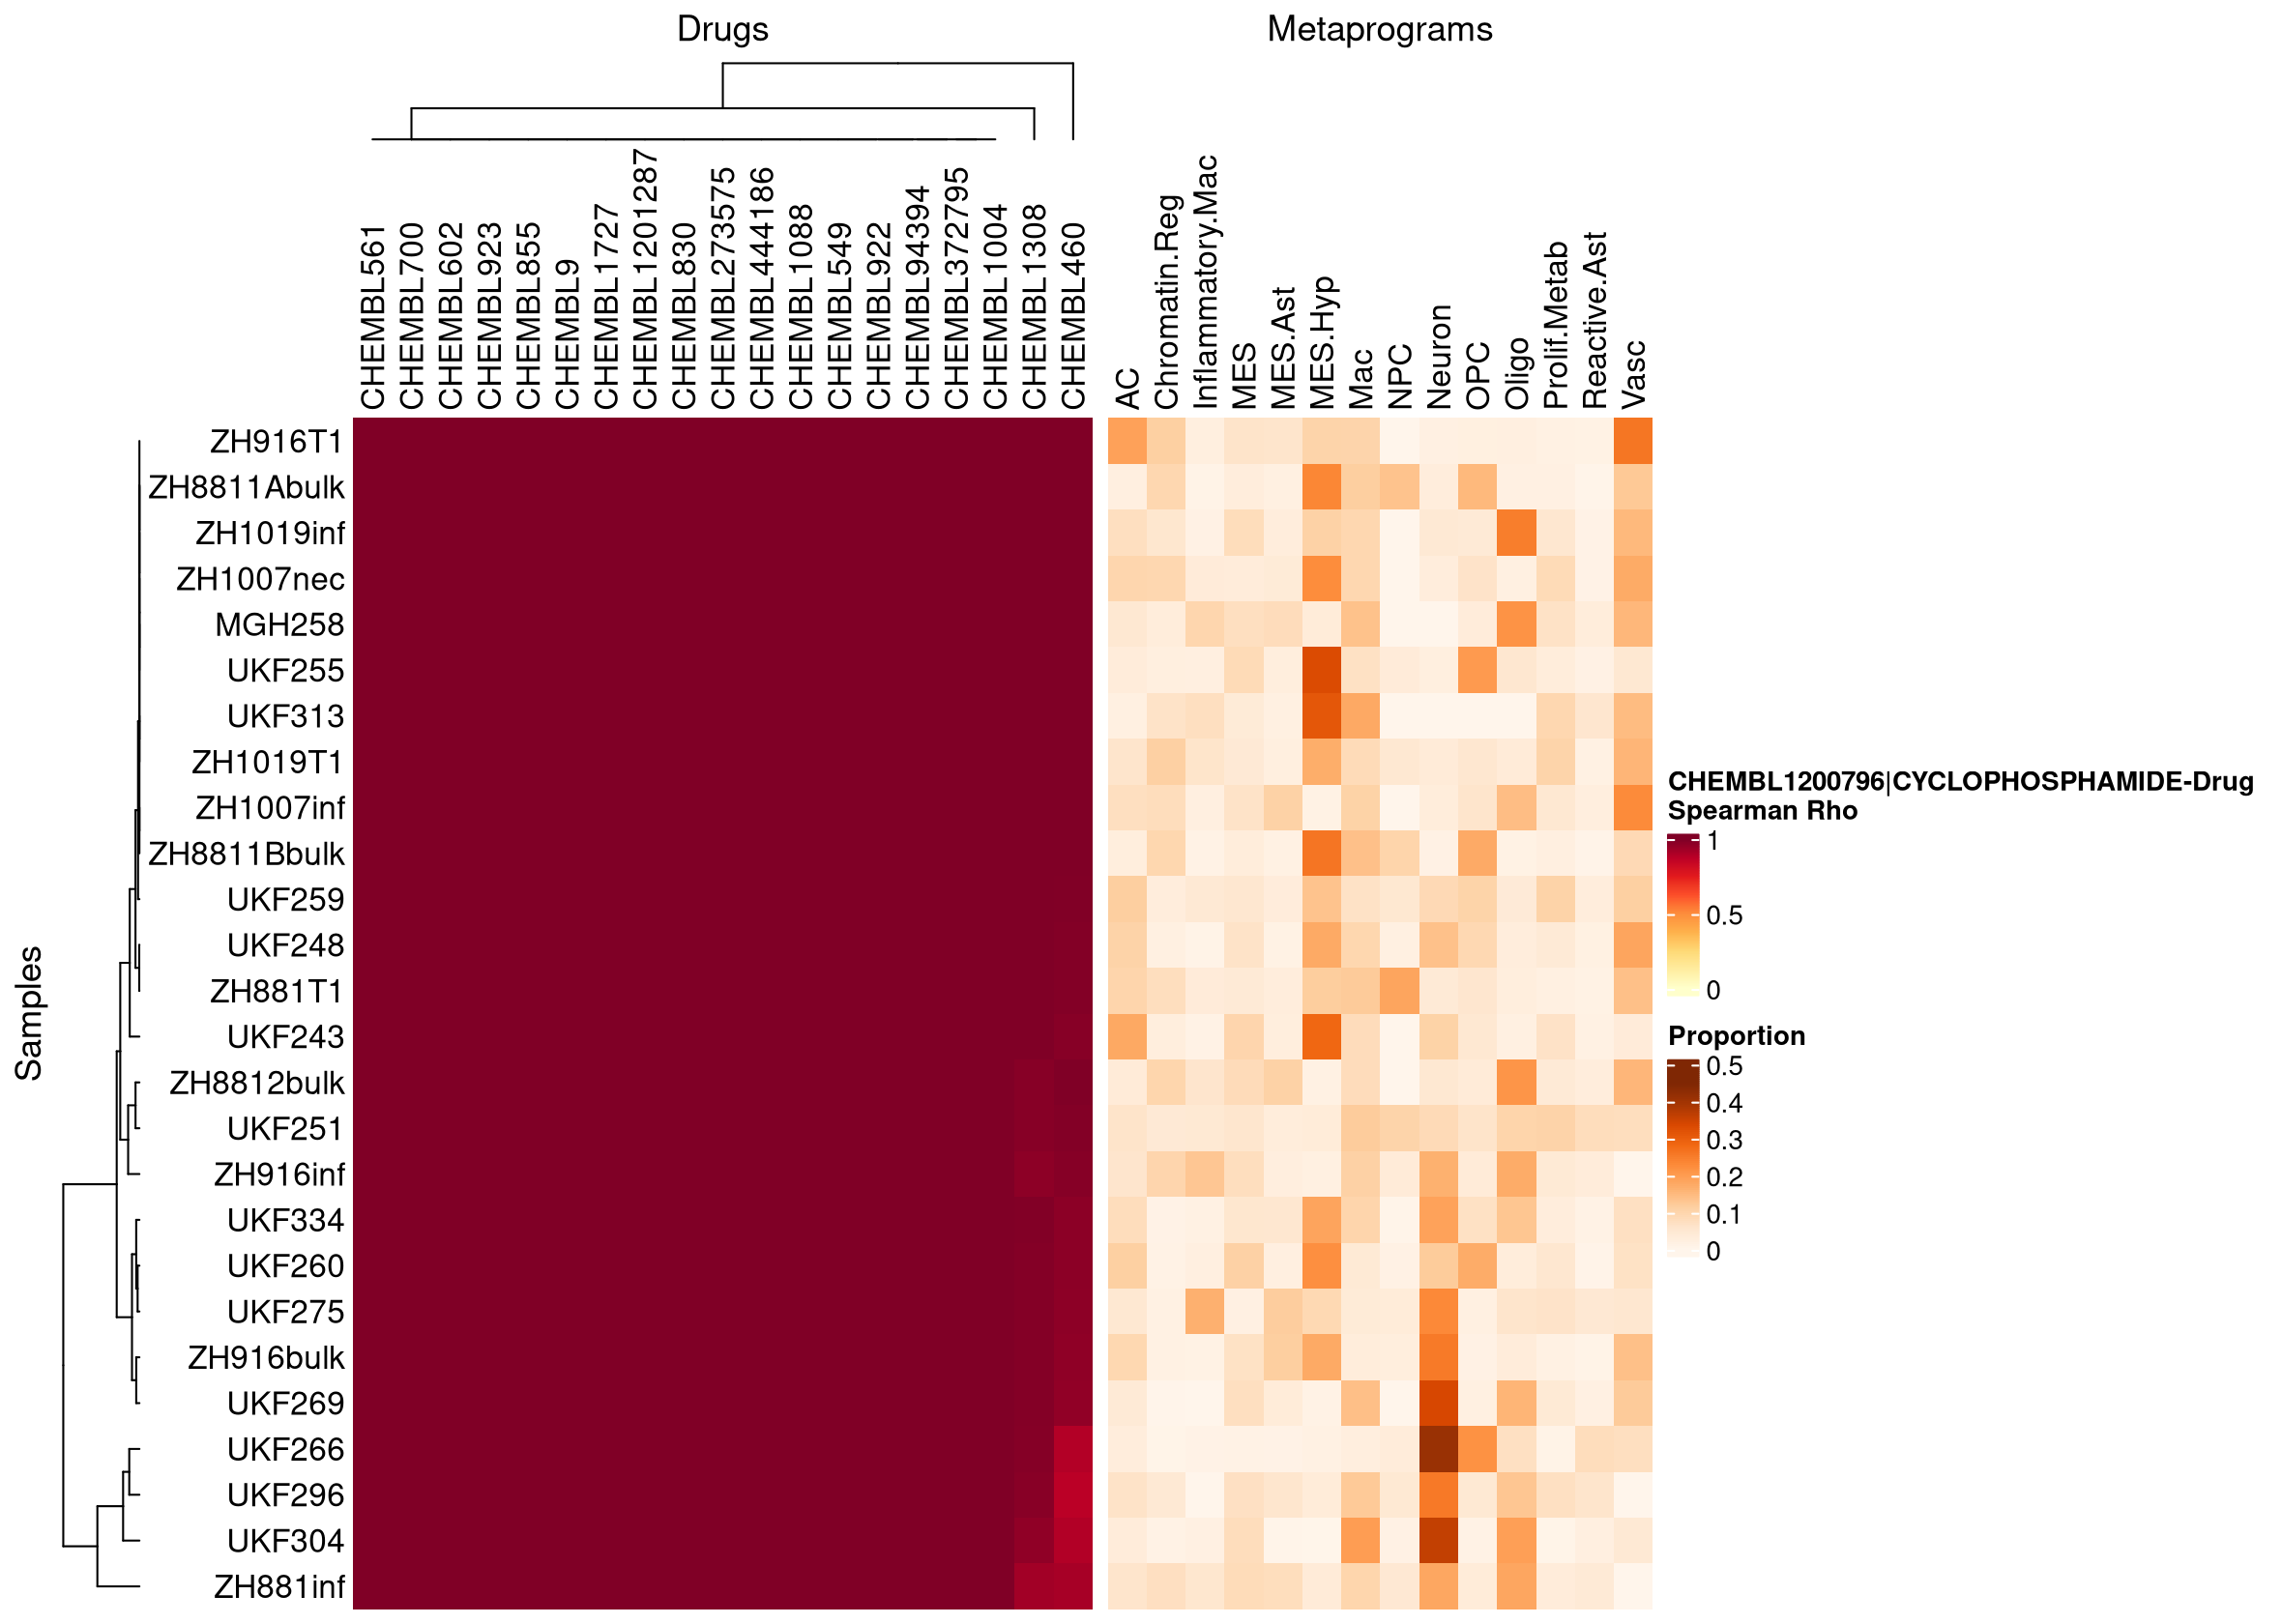 Drugs
Metaprograms
CHEMBL561
CHEMBL700
CHEMBL602
CHEMBL923
CHEMBL855
CHEMBL9
CHEMBL1727
CHEMBL1201287
CHEMBL830
CHEMBL273575
CHEMBL444186
CHEMBL1088
CHEMBL549
CHEMBL922
CHEMBL94394
CHEMBL372795
CHEMBL1004
CHEMBL1308
CHEMBL460
AC
Chromatin.Reg
Inflammatory.Mac
MES
MES.Ast
MES.Hyp
Mac
NPC
Neuron
OPC
Oligo
Prolif.Metab
Reactive.Ast
Vasc
Samples
ZH916T1
ZH8811Abulk
ZH1019inf
ZH1007nec
MGH258
UKF255
UKF313
ZH1019T1
ZH1007inf
ZH8811Bbulk
UKF259
UKF248
ZH881T1
UKF243
ZH8812bulk
UKF251
ZH916inf
UKF334
UKF260
UKF275
ZH916bulk
UKF269
UKF266
UKF296
UKF304
ZH881inf
CHEMBL1200796|CYCLOPHOSPHAMIDE-Drug
Spearman Rho
1
0.5
0
Proportion
0.5
0.4
0.3
0.2
0.1
0